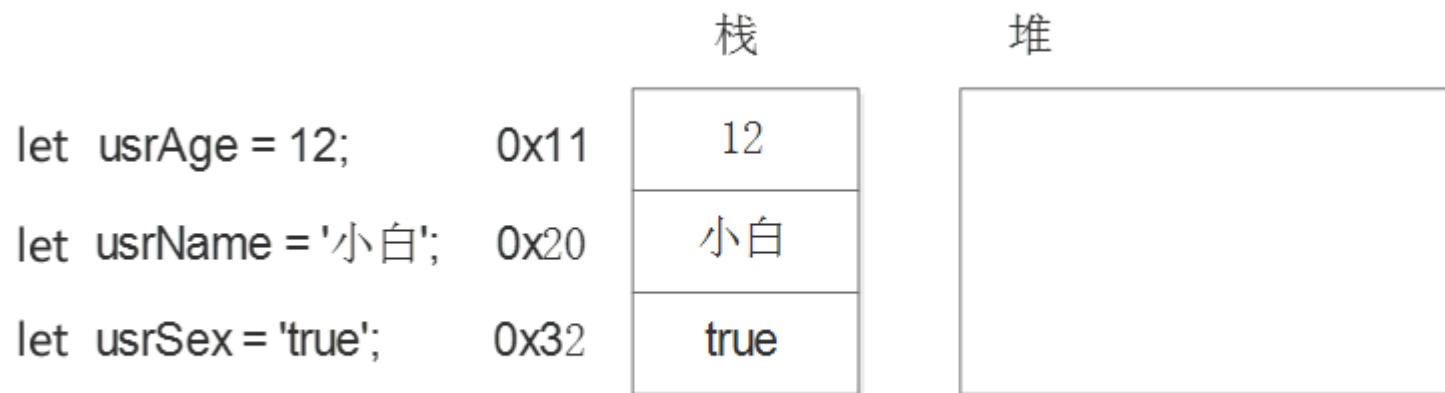 栈 堆
let usrAge = 12; 0x11 12
let usrName = '小白'; 0x20 小白
let usrSex = 'true'; 0x32 true